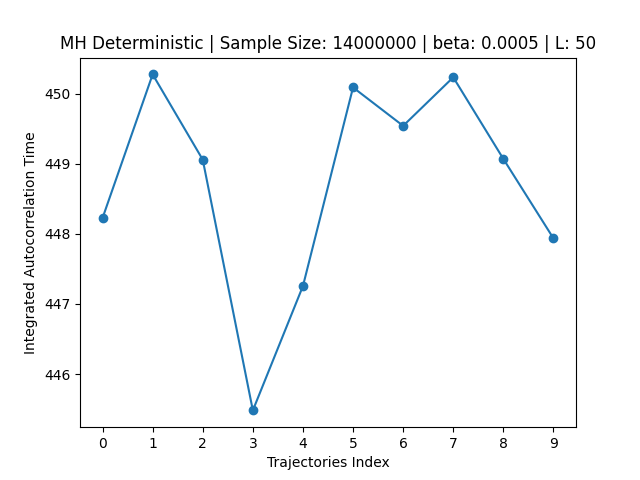 MH Deterministic | Sample Size: 14000000 | beta: 0.0005 | L: 50
Integrated Autocorrelation Time
450
449
448
447
446
0 1 2 3 4 5 6 7 8 9
Trajectories Index